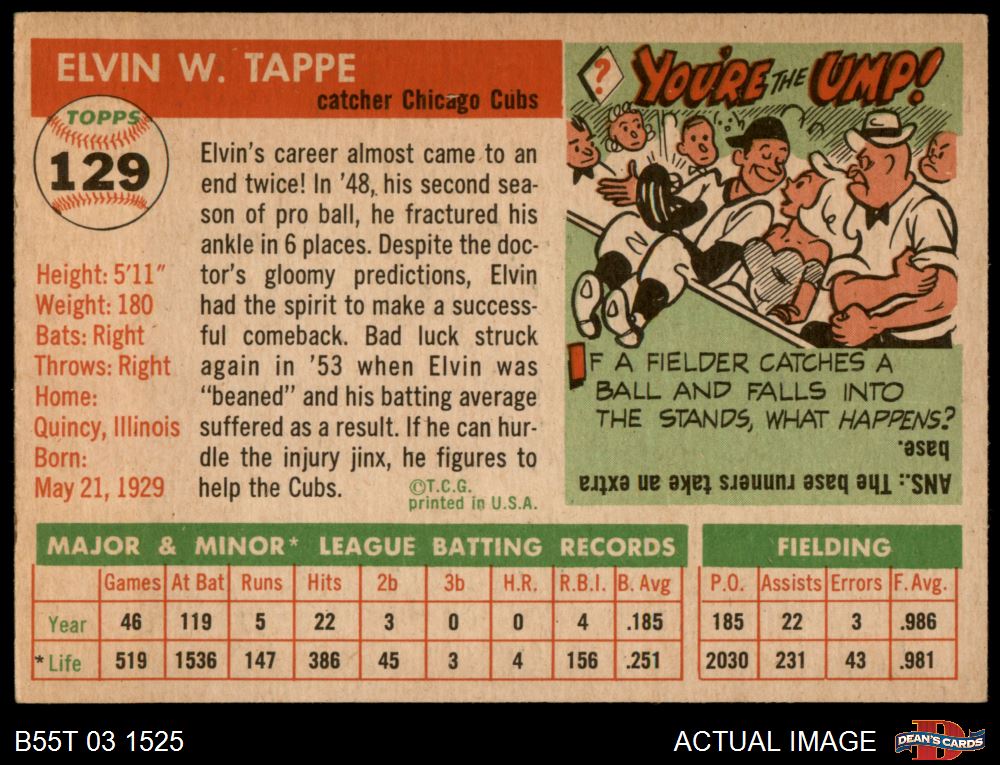 ELVIN W. TAPPE
catcher Chicago Cubs
TOPPS
129
Height: 5'11"
Weight: 180
Bats: Right
Throws: Right
Home:
Quincy, Illinois
Born:
May 21, 1929
Elvin's career almost came to an
end twice! In '48, his second sea-
son of pro ball, he fractured his
ankle in 6 places. Despite the doc-
tor's gloomy predictions, Elvin
had the spirit to make a success-
ful comeback. Bad luck struck
again in '53 when Elvin was
"beaned" and his batting average
suffered as a result. If he can hur-
dle the injury jinx, he figures to
help the Cubs.
©T.C.G.
printed in U.S.A.
? YOU'RE THE UMP!
N
IF A FIELDER CATCHES A
BALL AND FALLS INTO
THE STANDS, WHAT HAPPENS?
ANS.: The base runners take an extra
base.
MAJOR & MINOR* LEAGUE BATTING RECORDS FIELDING
Games At Bat Runs Hits 2b 3b H.R. R.B.I. B. Avg P.O. Assists Errors F. Avg.
Year 46 119 5 22 3 0 0 4 .185 185 22 3 .986
*Life 519 1536 147 386 45 3 4 156 .251 2030 231 43 .981
B55T 03 1525 ACTUAL IMAGE D DEAN'S CARDS